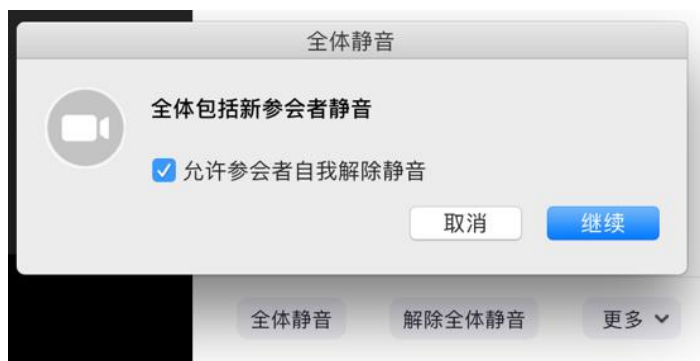 全体静音
全体包括新参会者静音
允许参会者自我解除静音
取消 继续
全体静音 解除全体静音 更多